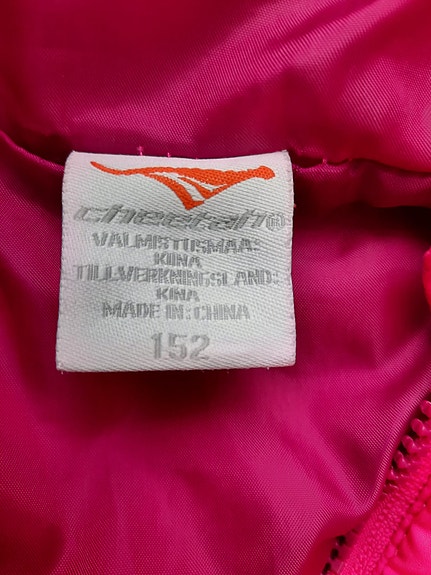 cheetah®
VALMISTUSMAA:
KIINA
TILLVERKNINGSLAND:
KINA
MADE IN:CHINA
152